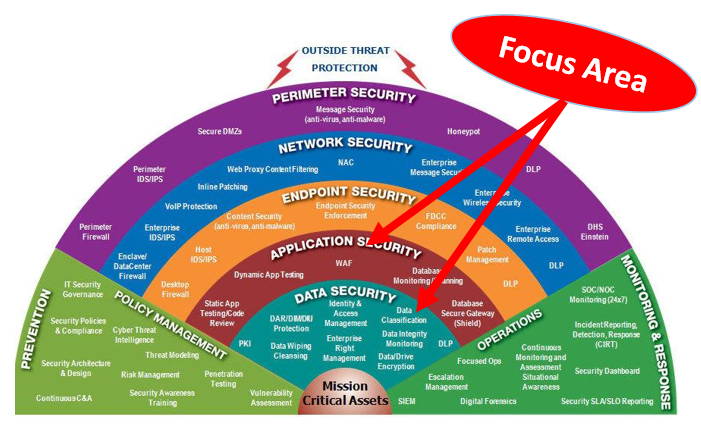 OUTSIDE THREAT
PROTECTION
Focus Area
PERIMETER SECURITY
Message Security
(anti-virus, anti-malware)
Secure DMZs
Honeypot
Perimeter
IDS/IPS
DLP
Perimeter
Firewall
DHS
Einstein
NETWORK SECURITY
Web Proxy Content Filtering
NAC
Enterprise
Message Security
Inline Patching
VoIP Protection
Enterprise
Wireless Security
Enterprise
IDS/IPS
Enterprise
Remote Access
Enclave/
DataCenter
Firewall
DLP
ENDPOINT SECURITY
Content Security
(anti-virus, anti-malware)
Endpoint Security
Enforcement
FDCC
Compliance
Host
IDS/IPS
Patch
Management
Desktop
Firewall
DLP
APPLICATION SECURITY
WAF
Dynamic App Testing
Database
Static App
Testing/Code
Review
Database
Secure Gateway
(Shield)
DATA SECURITY
Identity &
Access
Management
Data
Classification
DAR/DIM/DIU
Protection
Data Integrity
Monitoring
PKI
Data Wiping
Cleansing
Enterprise
Right
Management
DLP
Data/Drive
Encryption
PREVENTION
POLICY MANAGEMENT
IT Security
Governance
Security Policies
& Compliance
Cyber Threat
Intelligence
Threat Modeling
Security Architecture
& Design
Risk Management
Penetration
Testing
Continuous C&A
Security Awareness
Training
Vulnerability
Assessment
Mission
Critical Assets
OPERATIONS
MONITORING & RESPONSE
SOC/NOC
Monitoring (24x7)
Incident Reporting,
Detection, Response
(CIRT)
Focused Ops
Continuous
Monitoring and
Assessment
Situational
Awareness
Escalation
Management
Security Dashboard
SIEM
Digital Forensics
Security SLA/SLO Reporting